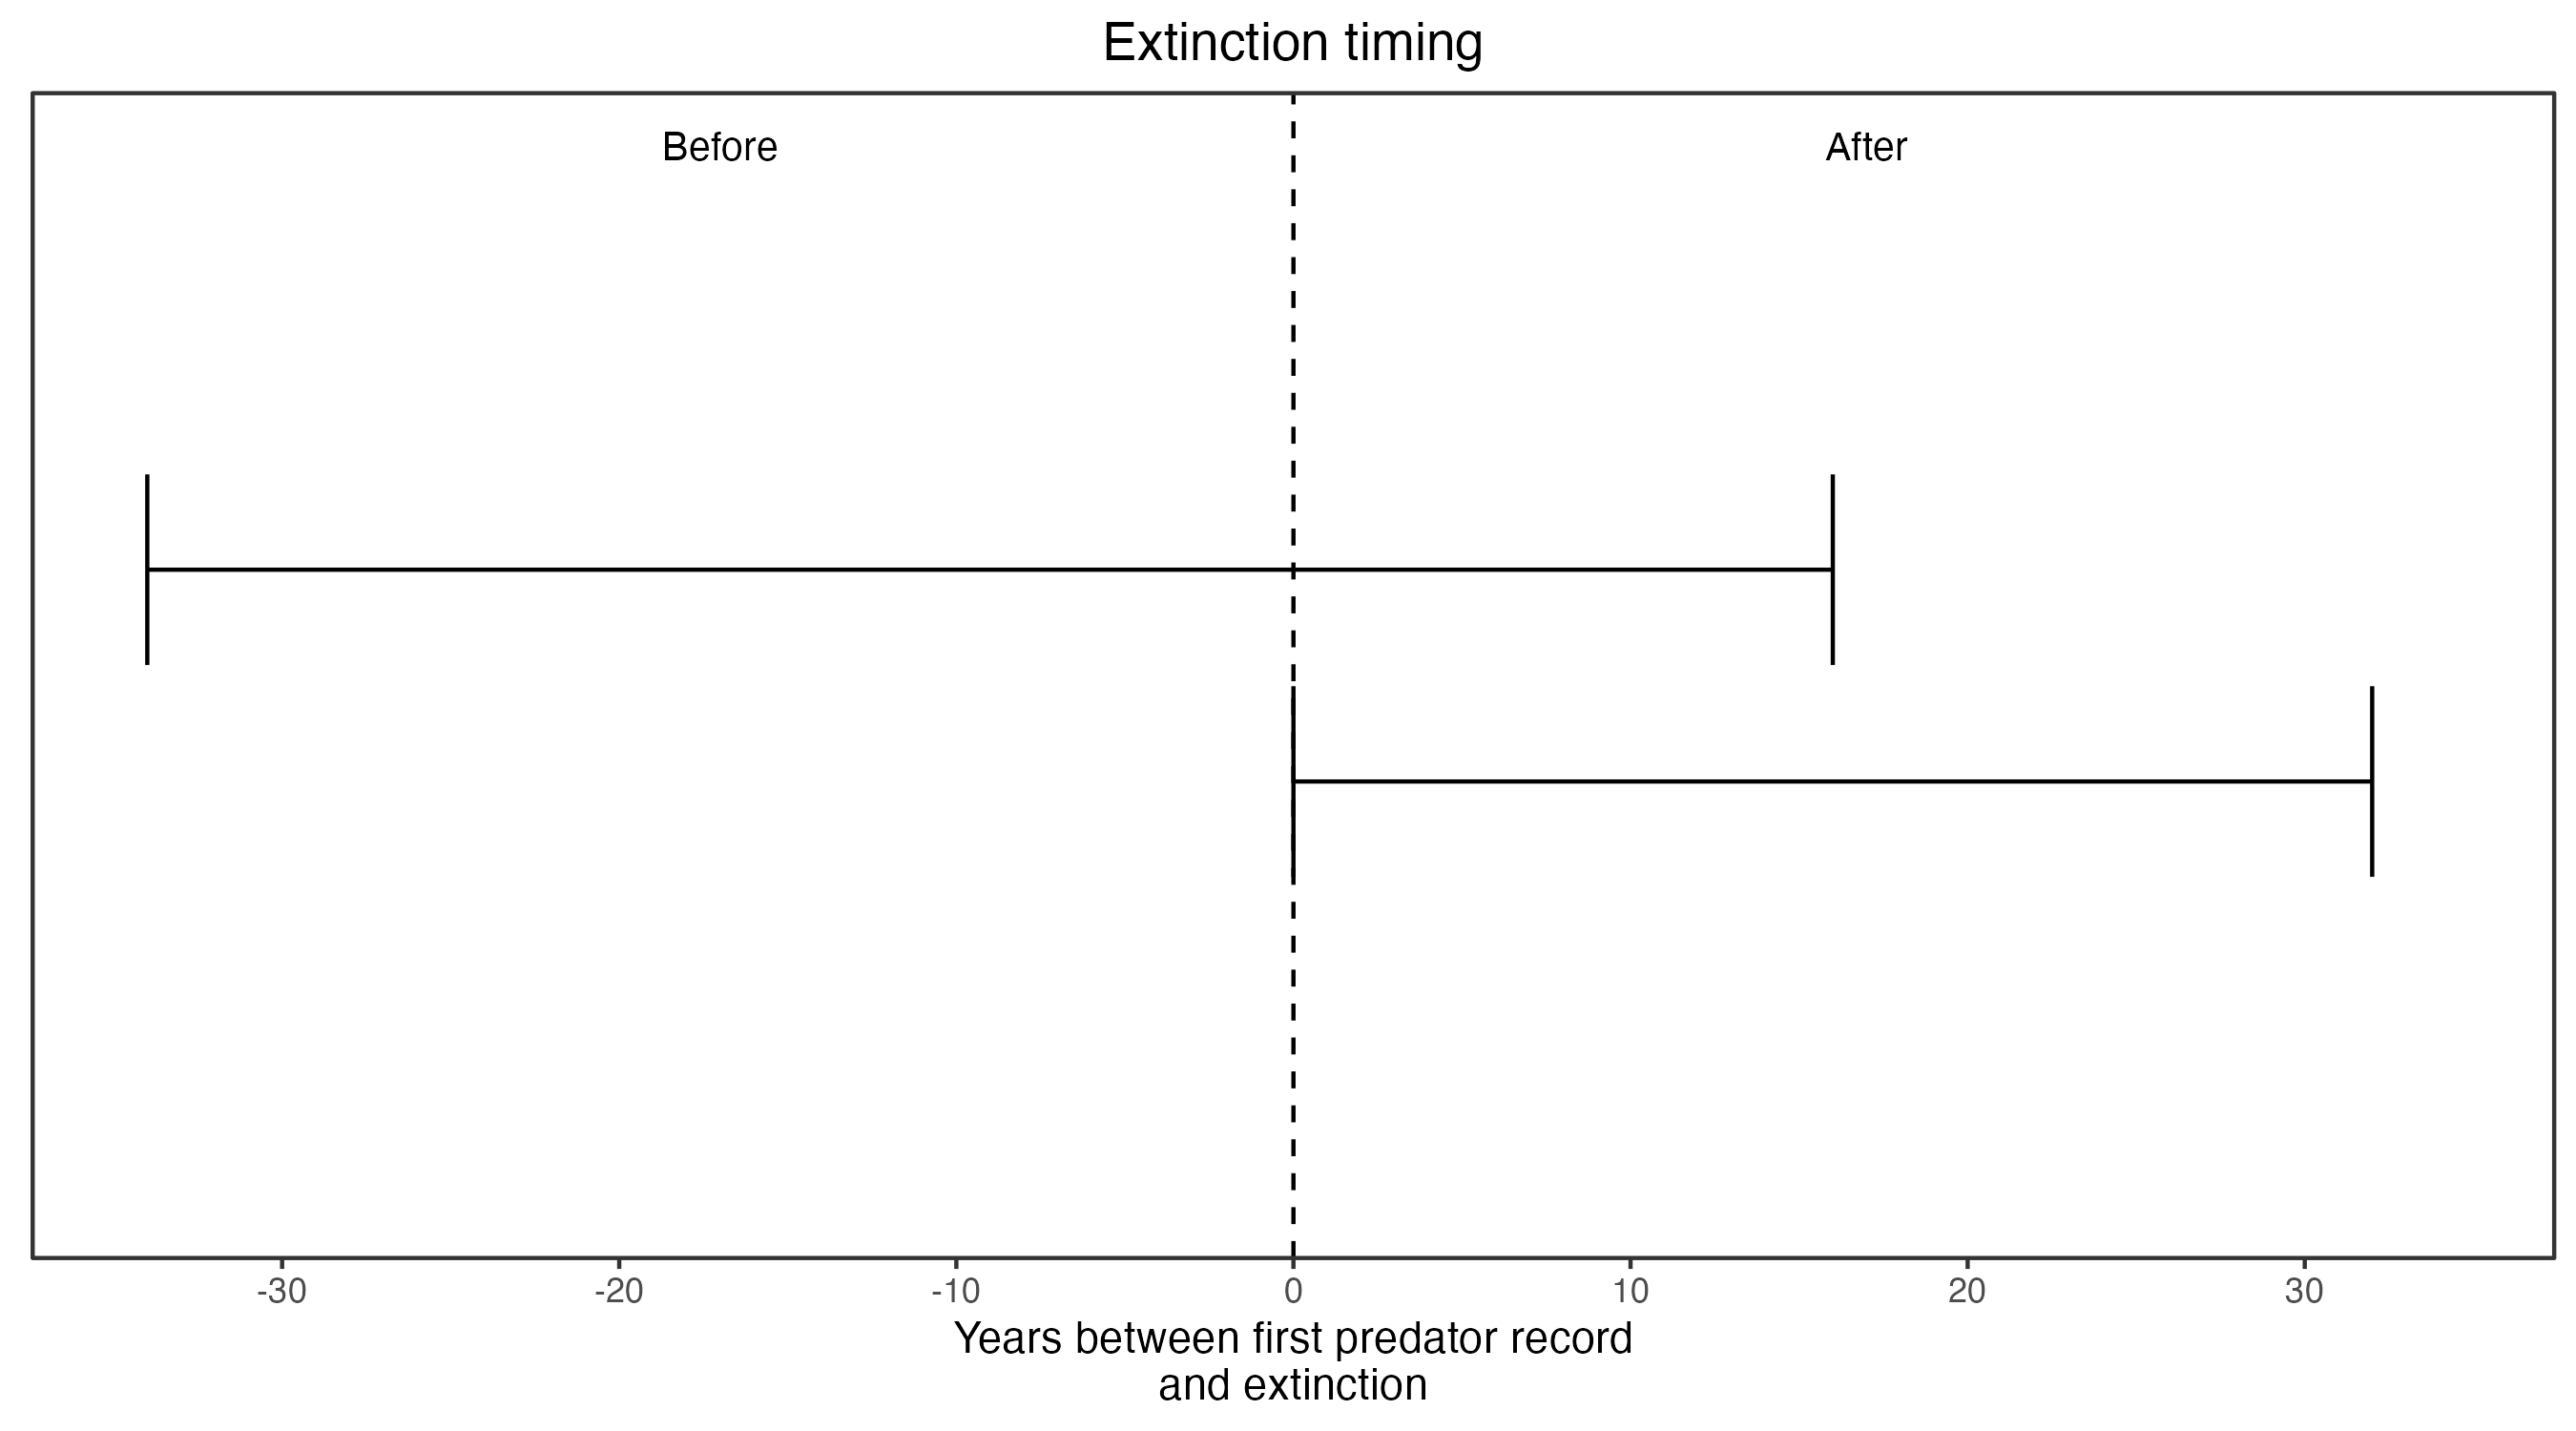 Extinction timing
Before After
-30 -20 -10 0 10 20 30
Years between first predator record
and extinction